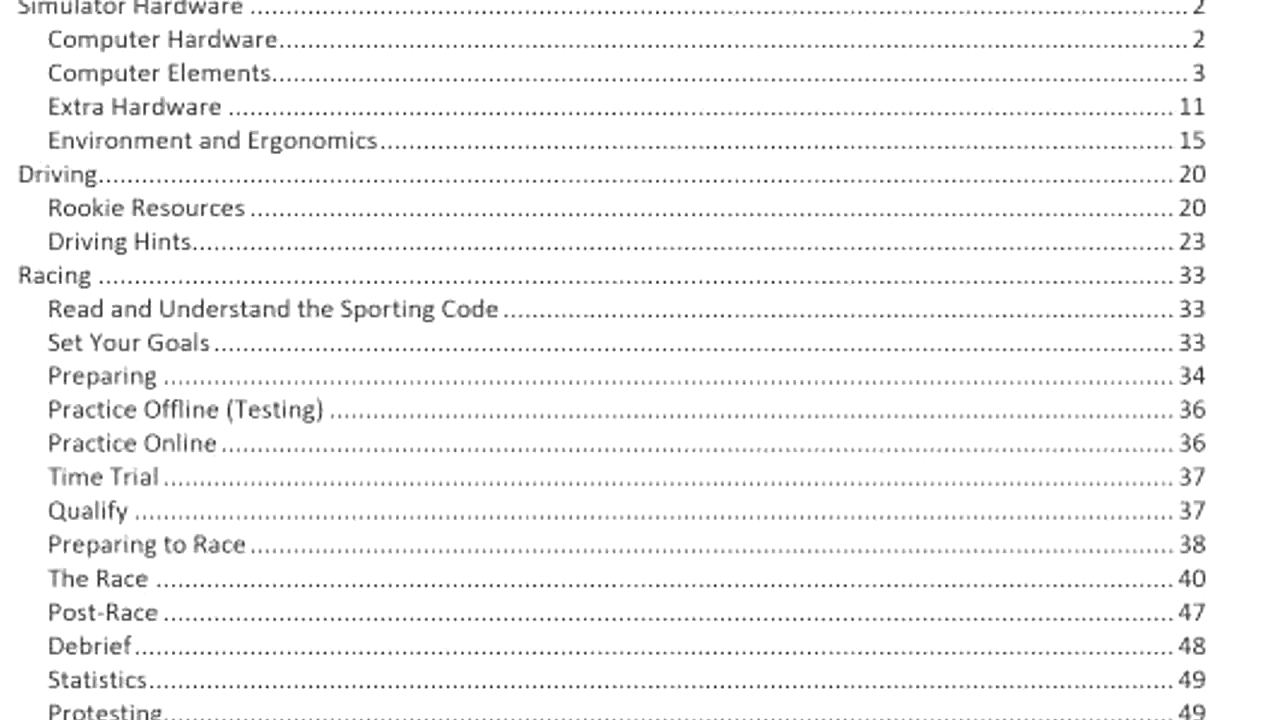 Simulator Hardware ........ 2
Computer Hardware ........ 2
Computer Elements ........ 3
Extra Hardware ........ 11
Environment and Ergonomics ........ 15
Driving ........ 20
Rookie Resources ........ 20
Driving Hints ........ 23
Racing ........ 33
Read and Understand the Sporting Code ........ 33
Set Your Goals ........ 33
Preparing ........ 34
Practice Offline (Testing) ........ 36
Practice Online ........ 36
Time Trial ........ 37
Qualify ........ 37
Preparing to Race ........ 38
The Race ........ 40
Post-Race ........ 47
Debrief ........ 48
Statistics ........ 49
Protesting ........ 49